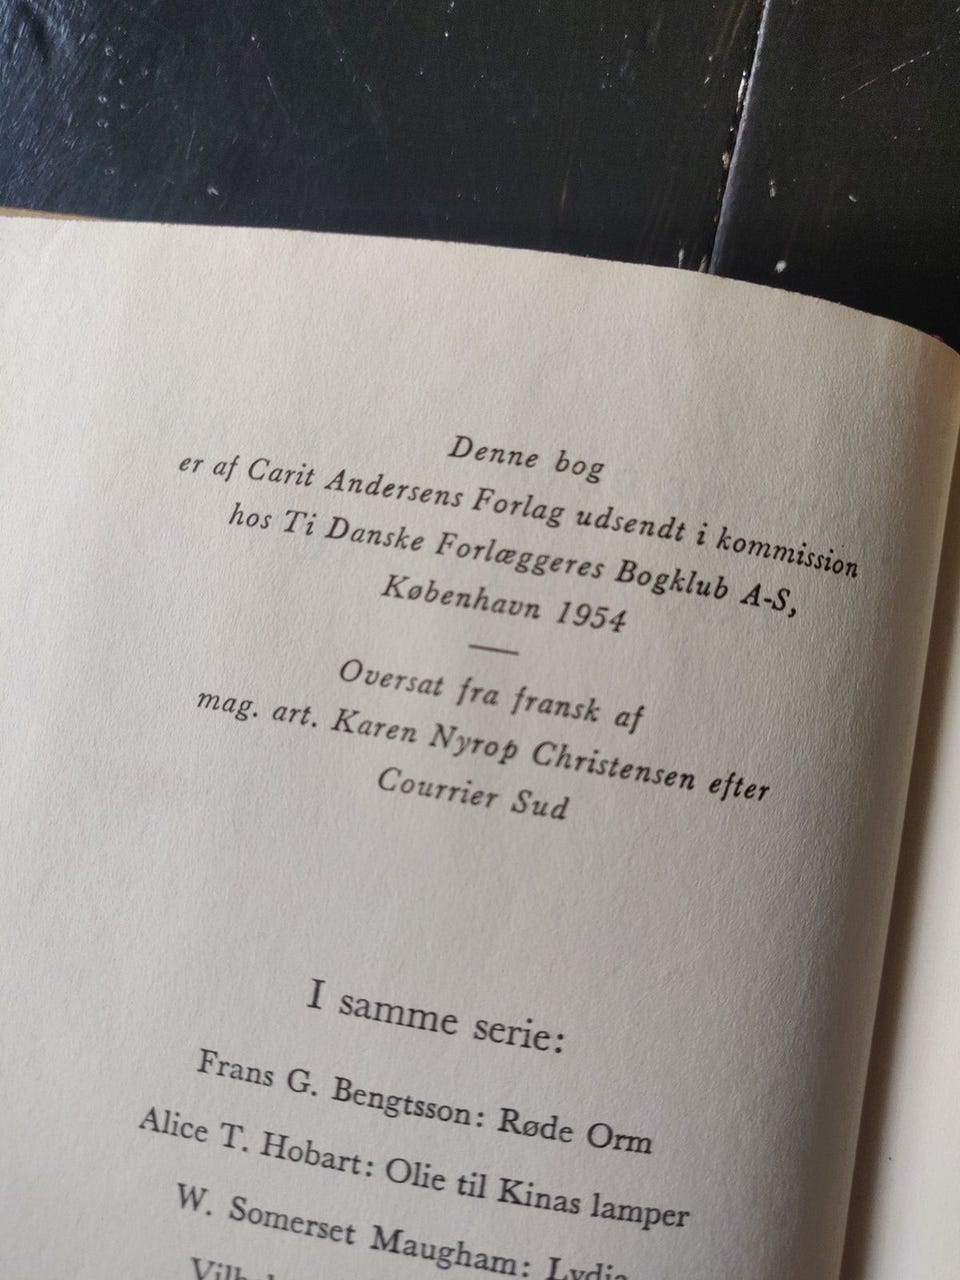 Denne bog
er af Carit Andersens Forlag udsendt i kommission
hos Ti Danske Forlæggeres Bogklub A-S,
København 1954
Oversat fra fransk af
mag. art. Karen Nyrop Christensen efter
Courrier Sud
I samme serie:
Frans G. Bengtsson: Røde Orm
Alice T. Hobart: Olie til Kinas lamper
W. Somerset Maugham: Lydia